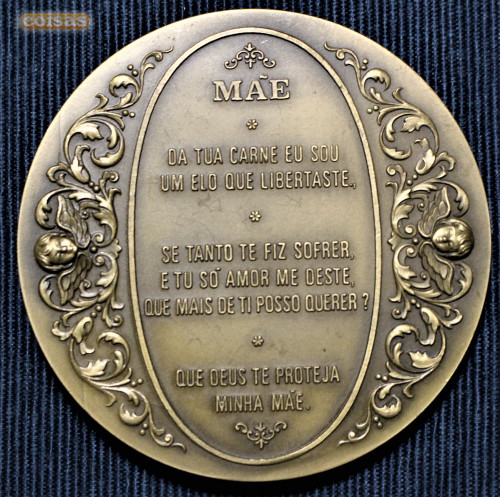 coisas
MÃE
*
DA TUA CARNE EU SOU
UM ELO QUE LIBERTASTE,
*
SE TANTO TE FIZ SOFRER,
E TU SÓ AMOR ME DESTE,
QUE MAIS DE TI POSSO QUERER?
*
QUE DEUS TE PROTEJA
MINHA MÃE.